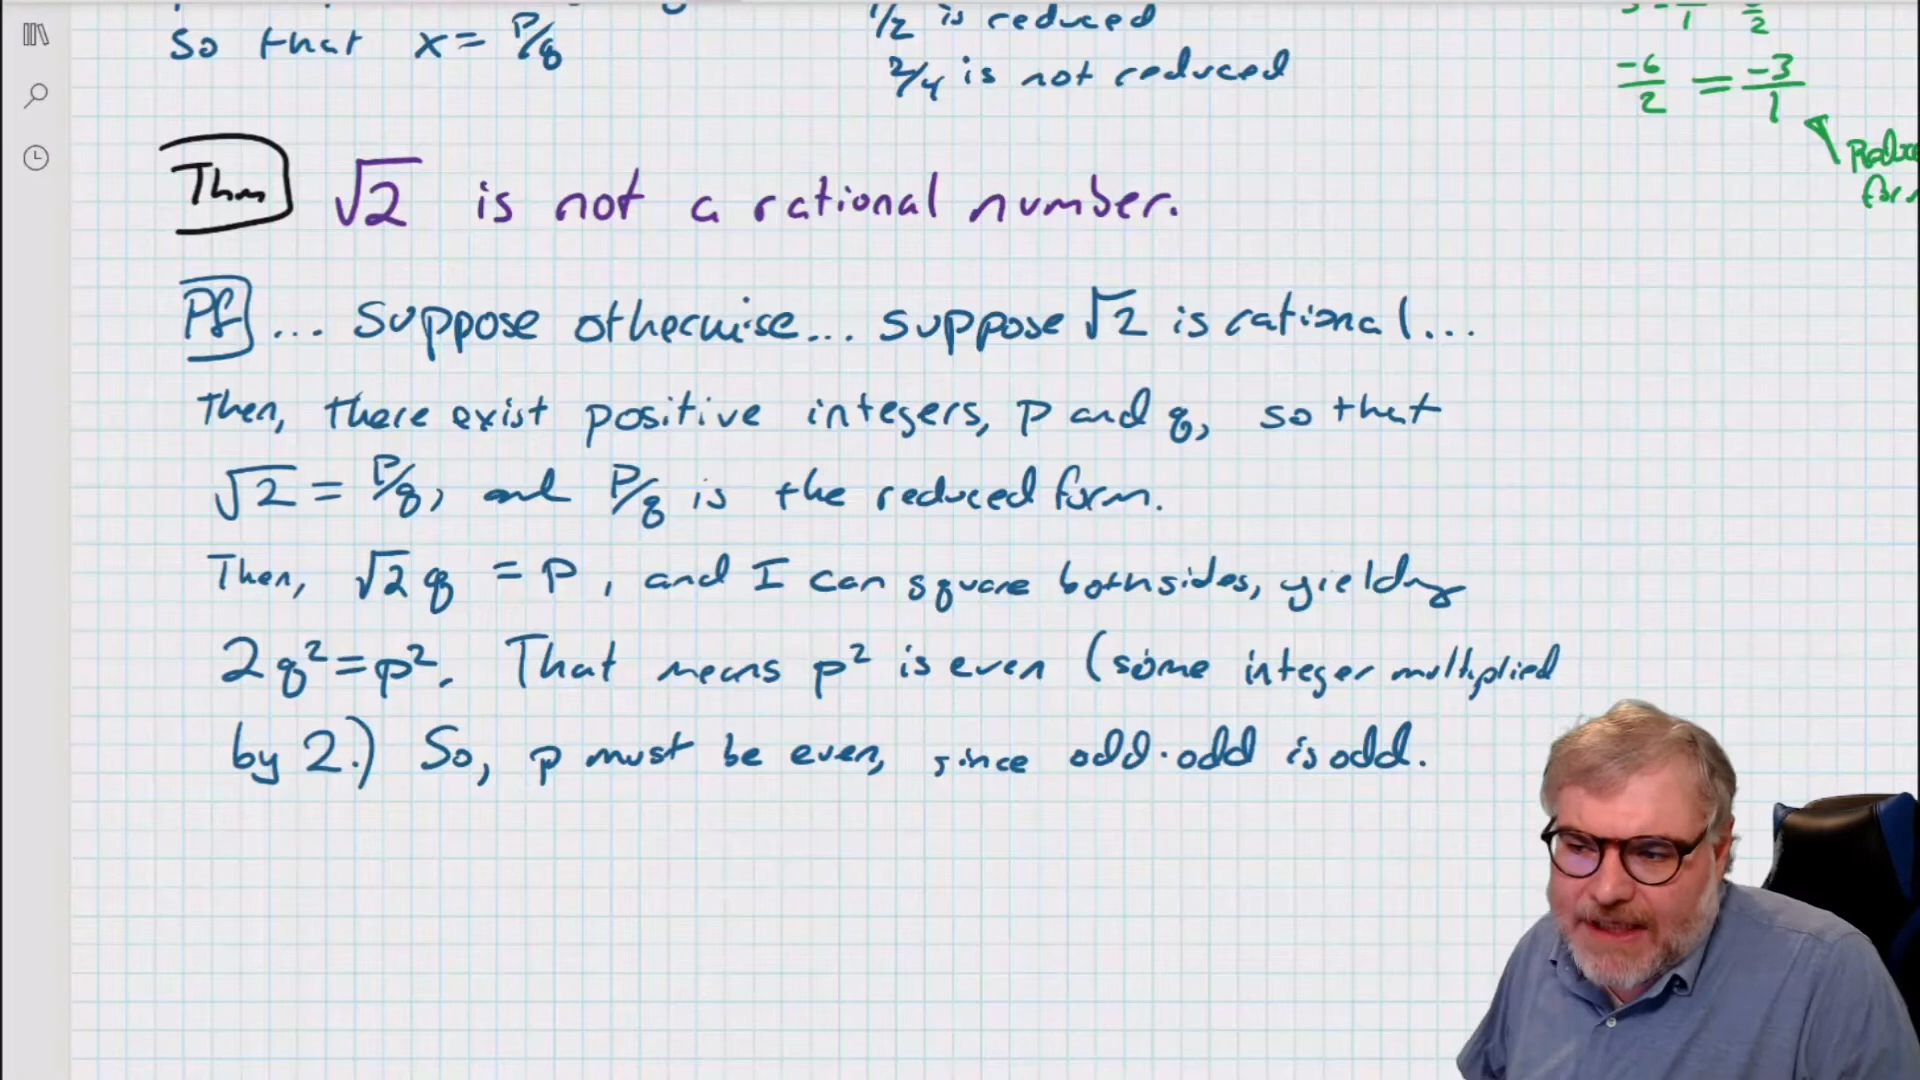 so that x = P/q
1/2 is reduced
2/4 is not reduced
-6/2 = -3/1
Thm √2 is not a rational number.
Pf ... suppose otherwise... suppose √2 is rational...
Then, there exist positive integers, p and q, so that
√2 = P/q, and P/q is the reduced form.
Then, √2 q = p, and I can square both sides, yielding
2q² = p². That means p² is even (some integer multiplied
by 2.) So, p must be even, since odd·odd is odd.